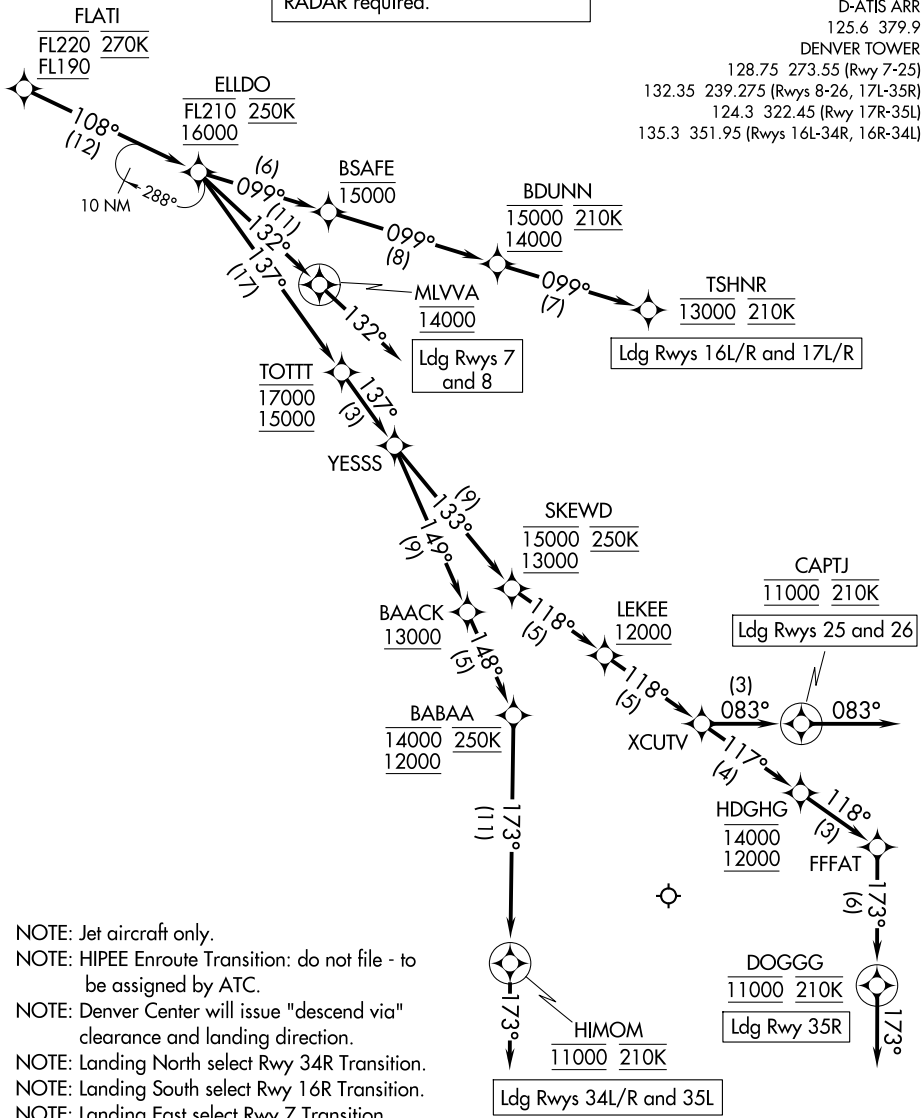 RADAR required.
D-ATIS ARR
125.6 379.9
DENVER TOWER
128.75 273.55 (Rwy 7-25)
132.35 239.275 (Rwys 8-26, 17L-35R)
124.3 322.45 (Rwy 17R-35L)
135.3 351.95 (Rwys 16L-34R, 16R-34L)
FLATI
FL220 270K
FL190
108°
(12)
10 NM
288°
ELLDO
FL210 250K
16000
(6)
099°
BSAFE
15000
099°
(8)
BDUNN
15000 210K
14000
099°
(7)
TSHNR
13000 210K
Ldg Rwys 16L/R and 17L/R
(11)
132°
MLVVA
14000
132°
Ldg Rwys 7
and 8
137°
(17)
TOTTT
17000
15000
137°
(3)
YESSS
(9)
133°
149°
(9)
SKEWD
15000 250K
13000
118°
(5)
LEKEE
12000
118°
(5)
XCUTV
(3)
083°
CAPTJ
11000 210K
Ldg Rwys 25 and 26
083°
117°
(4)
HDGHG
14000
12000
118°
(3)
FFFAT
173°
(6)
DOGGG
11000 210K
Ldg Rwy 35R
173°
BAACK
13000
148°
(5)
BABAA
14000 250K
12000
173°
(11)
HIMOM
11000 210K
173°
Ldg Rwys 34L/R and 35L
NOTE: Jet aircraft only.
NOTE: HIPEE Enroute Transition: do not file - to
be assigned by ATC.
NOTE: Denver Center will issue "descend via"
clearance and landing direction.
NOTE: Landing North select Rwy 34R Transition.
NOTE: Landing South select Rwy 16R Transition.
NOTE: Landing East select Rwy 7 Transition.